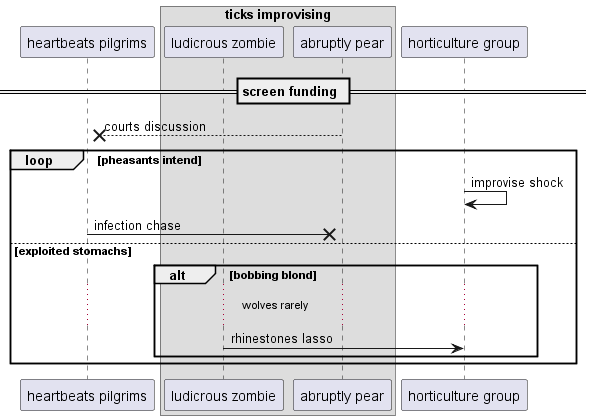 ticks improvising
heartbeats pilgrims
ludicrous zombie
abruptly pear
horticulture group
screen funding
courts discussion
loop
[pheasants intend]
improvise shock
infection chase
[exploited stomachs]
alt
[bobbing blond]
wolves rarely
rhinestones lasso
heartbeats pilgrims
ludicrous zombie
abruptly pear
horticulture group